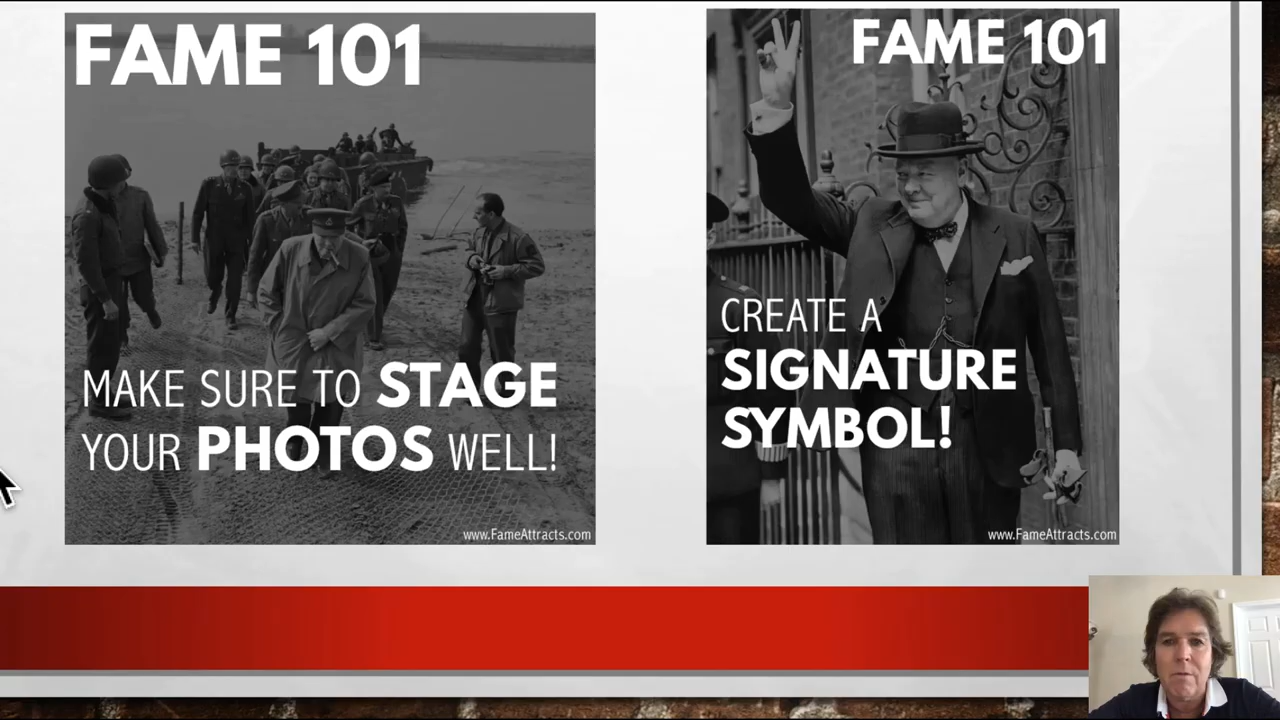 FAME 101
MAKE SURE TO STAGE
YOUR PHOTOS WELL!
www.FameAttracts.com
FAME 101
CREATE A
SIGNATURE
SYMBOL!
www.FameAttracts.com